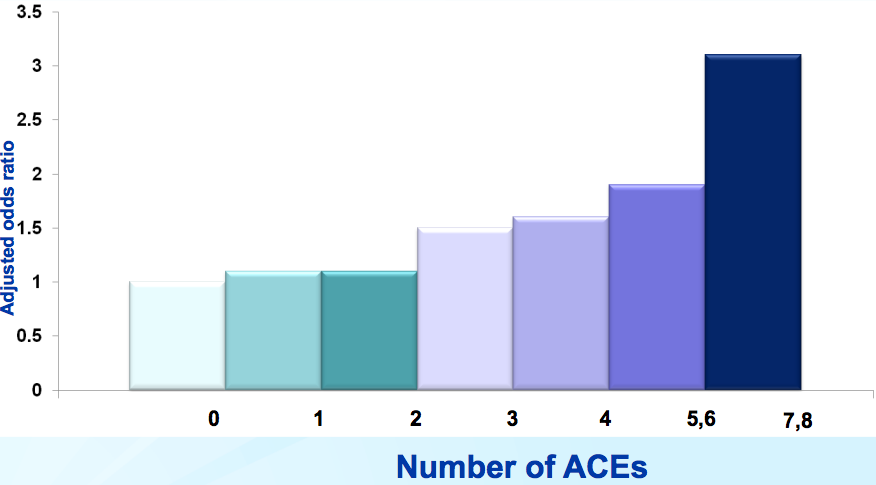 3.5
3
2.5
2
1.5
1
0.5
0
Adjusted odds ratio
0 1 2 3 4 5,6 7,8
Number of ACEs